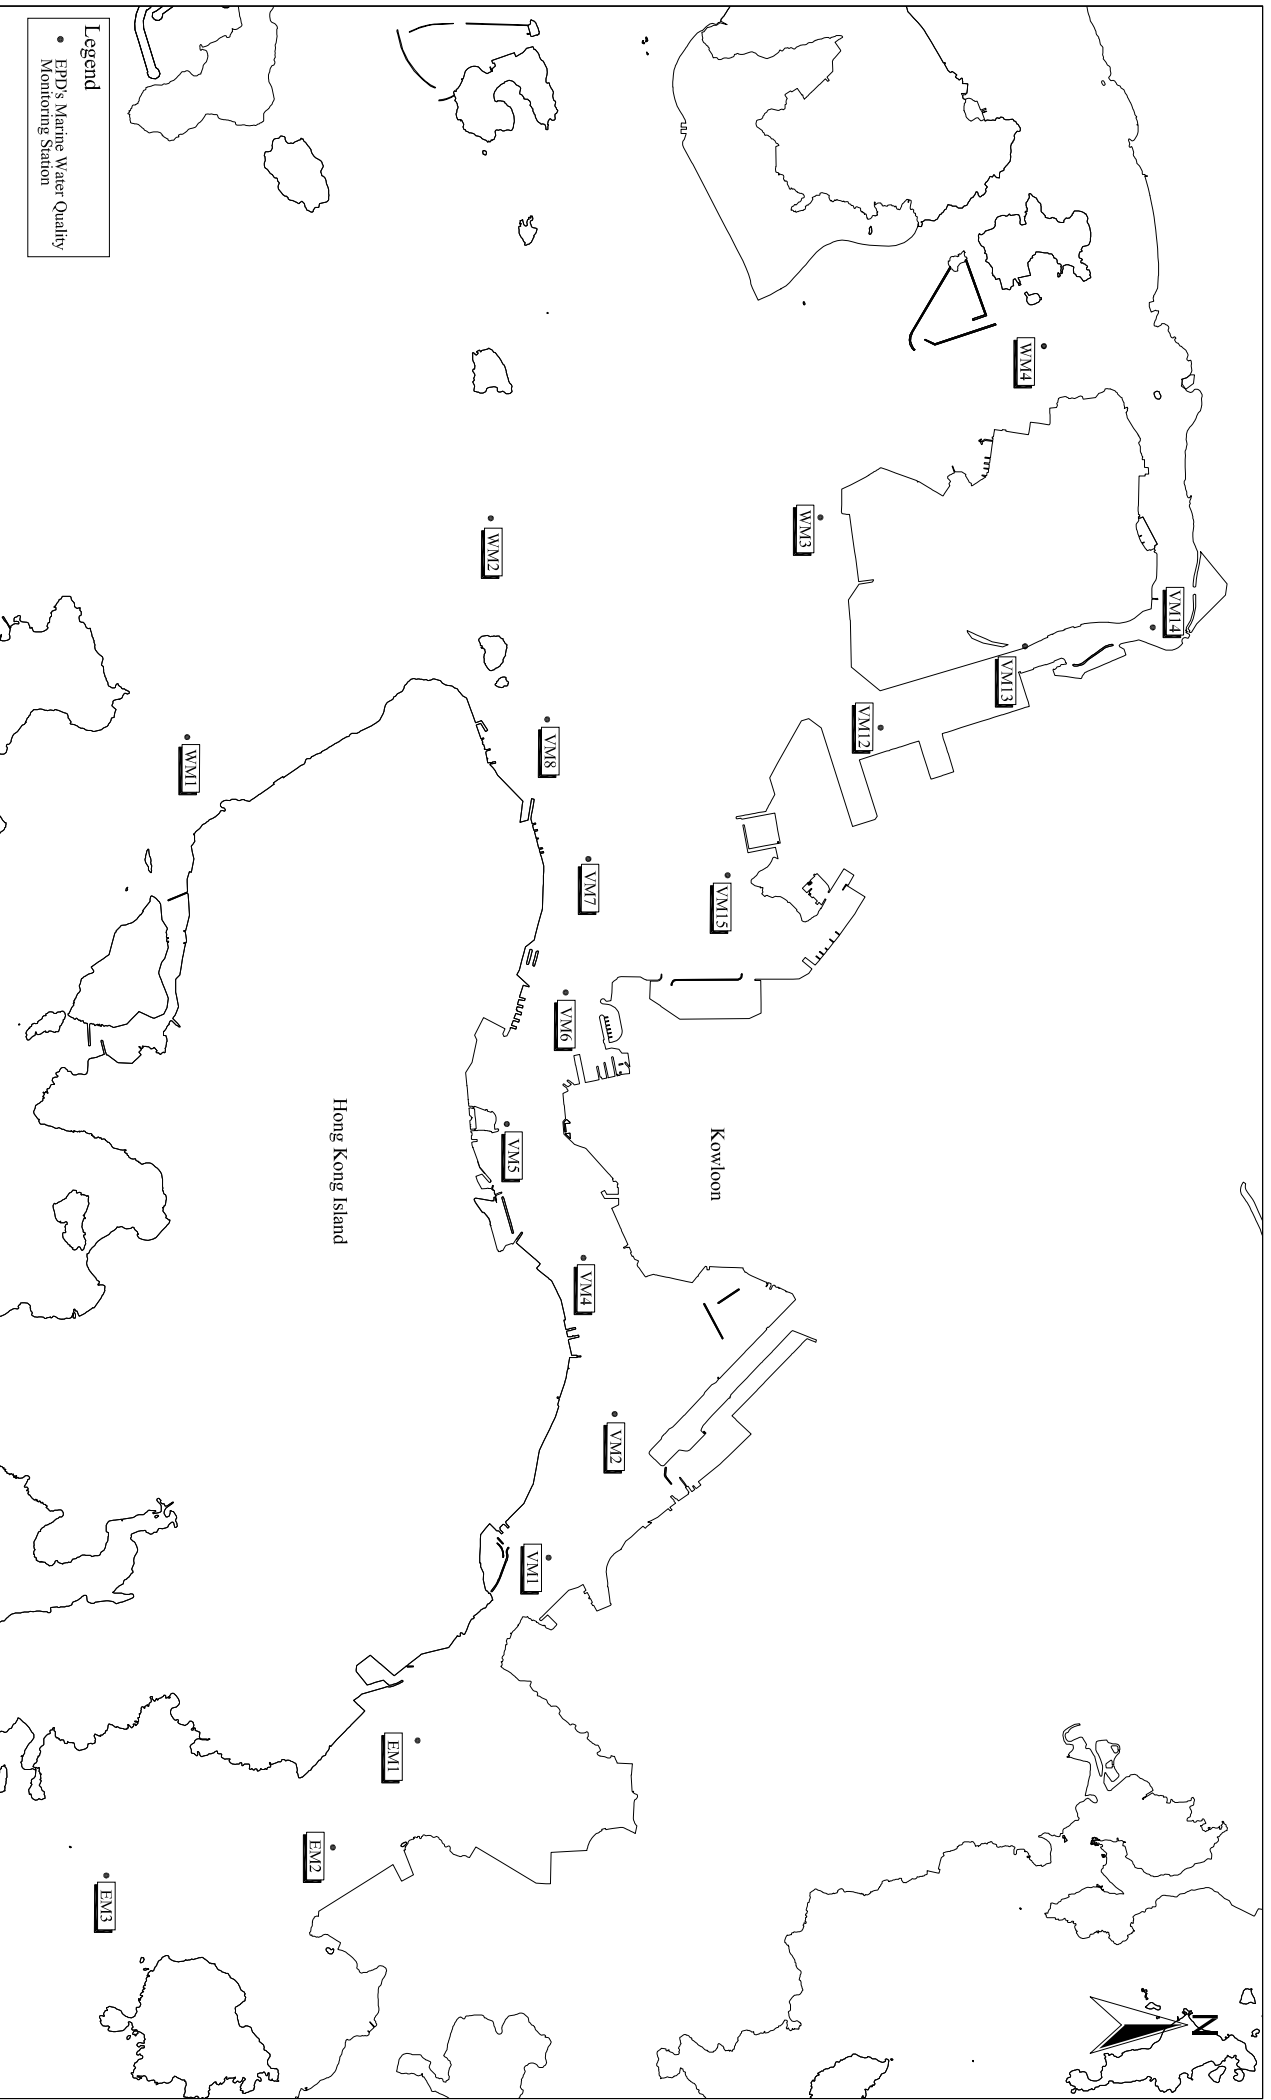 N
VM14
WM4
VM13
VM12
WM3
VM15
Kowloon
VM2
VM7
VM4
VM6
VM8
VM1
VM5
WM2
EM1
Hong Kong Island
EM2
WM1
EM3
Legend
EPD's Marine Water Quality
Monitoring Station